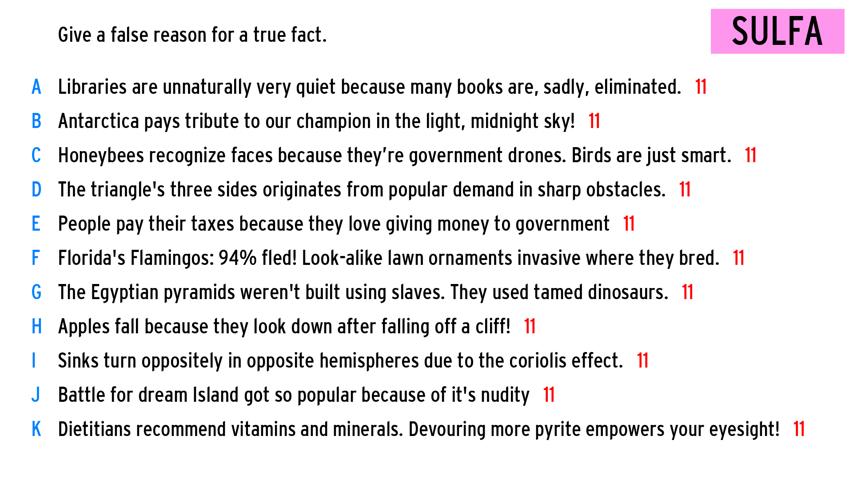 Give a false reason for a true fact.
SULFA
A Libraries are unnaturally very quiet because many books are, sadly, eliminated. 11
B Antarctica pays tribute to our champion in the light, midnight sky! 11
C Honeybees recognize faces because they’re government drones. Birds are just smart. 11
D The triangle's three sides originates from popular demand in sharp obstacles. 11
E People pay their taxes because they love giving money to government 11
F Florida's Flamingos: 94% fled! Look-alike lawn ornaments invasive where they bred. 11
G The Egyptian pyramids weren't built using slaves. They used tamed dinosaurs. 11
H Apples fall because they look down after falling off a cliff! 11
I Sinks turn oppositely in opposite hemispheres due to the coriolis effect. 11
J Battle for dream Island got so popular because of it's nudity 11
K Dietitians recommend vitamins and minerals. Devouring more pyrite empowers your eyesight! 11